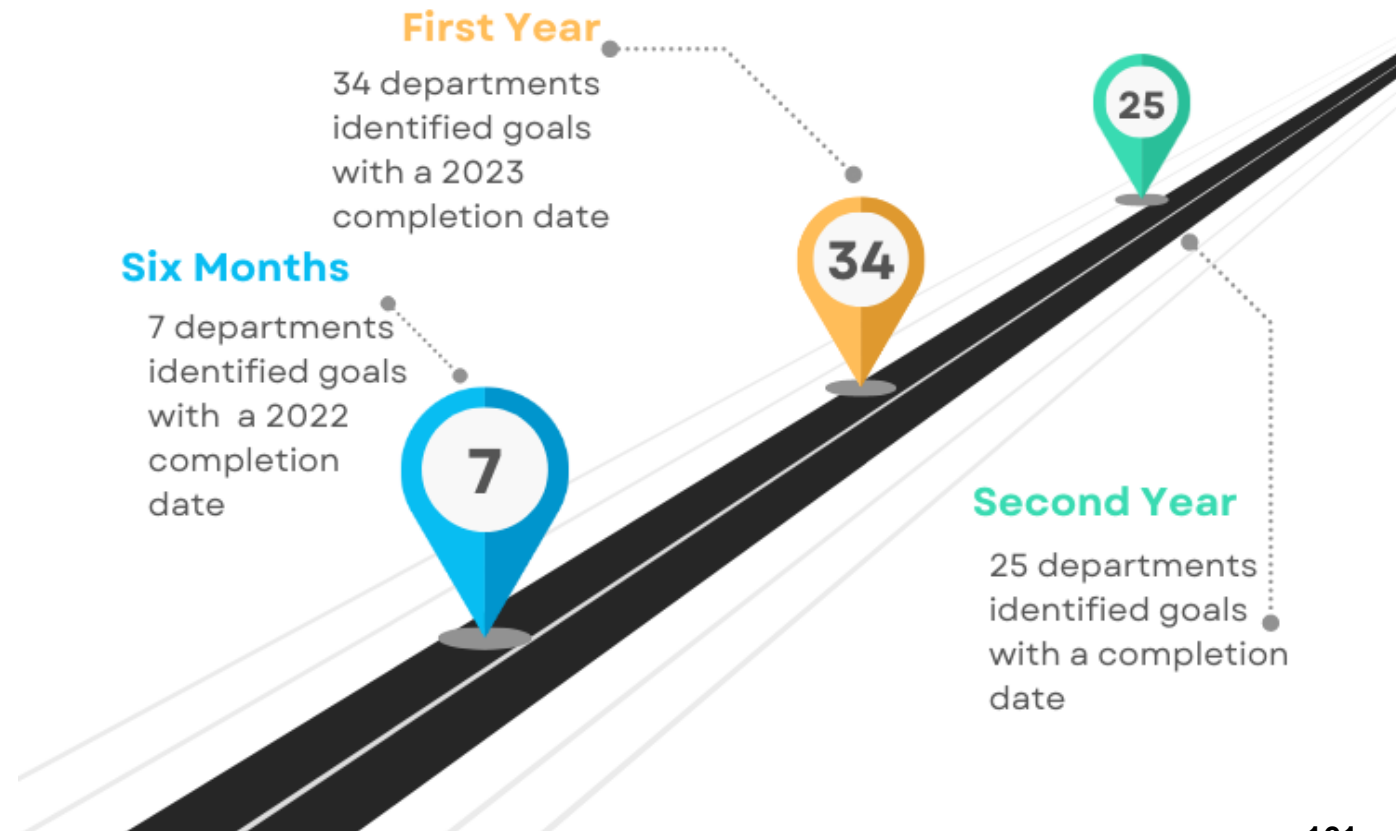 First Year
34 departments
identified goals
with a 2023
completion date
Six Months
7 departments
identified goals
with a 2022
completion
date
7
34
25
Second Year
25 departments
identified goals
with a completion
date